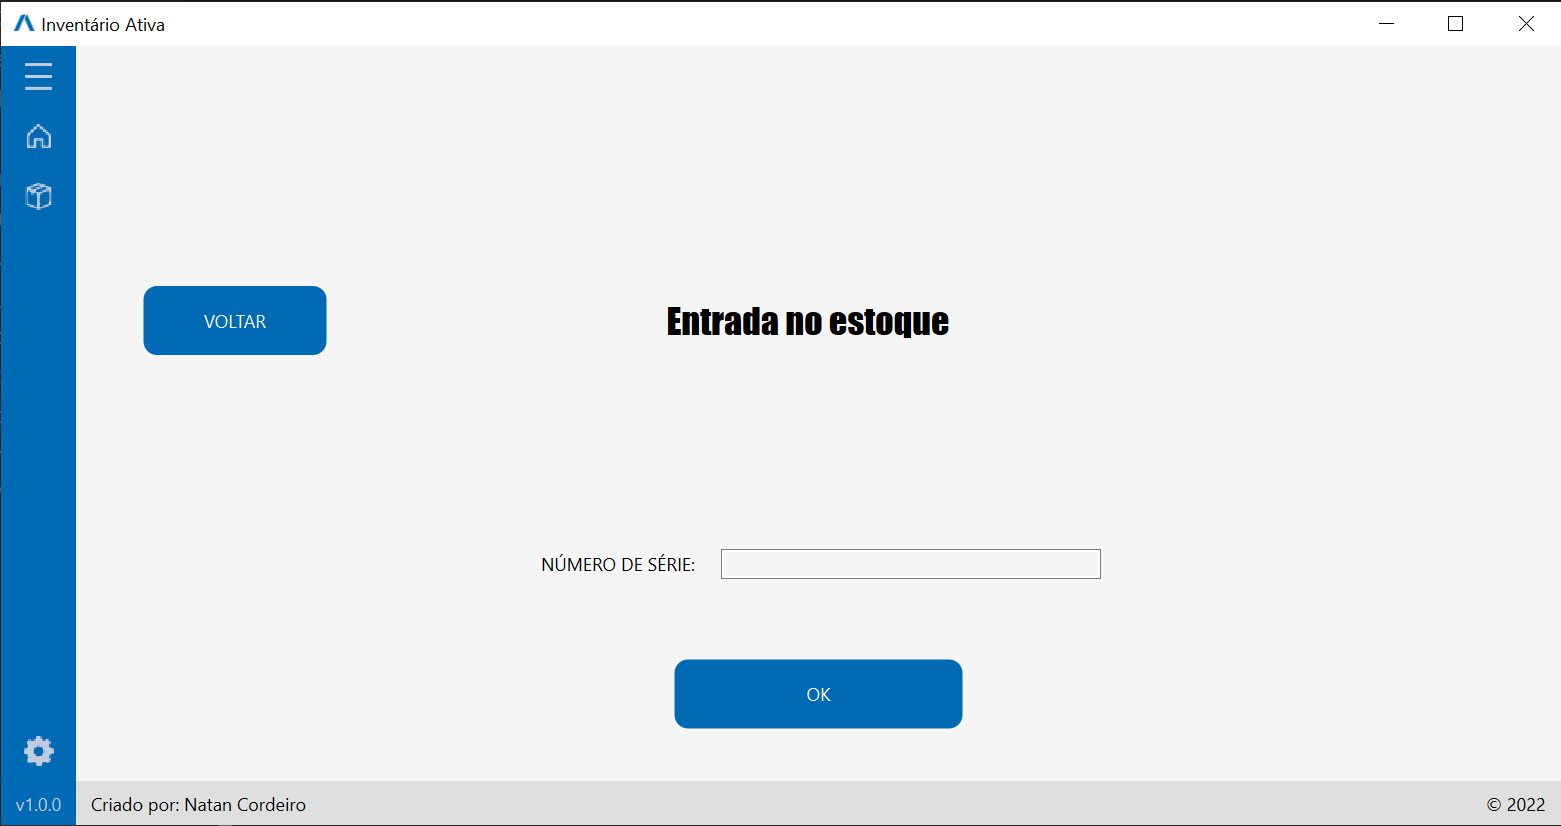 Inventário Ativa
VOLTAR
Entrada no estoque
NÚMERO DE SÉRIE:
OK
v1.0.0
Criado por: Natan Cordeiro
© 2022